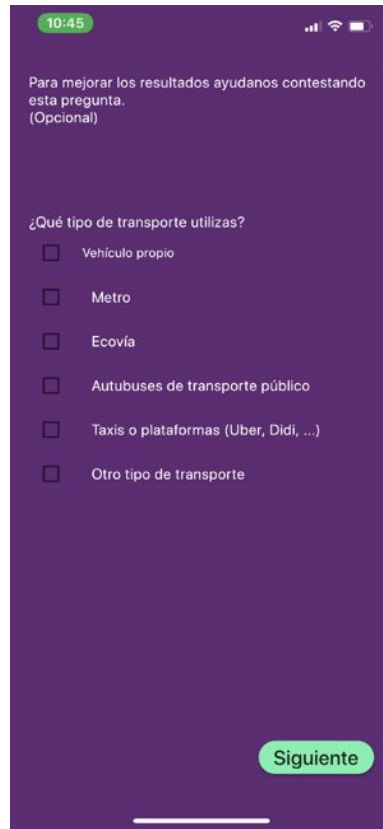 10:45
Para mejorar los resultados ayudanos contestando
esta pregunta.
(Opcional)
¿Qué tipo de transporte utilizas?
Vehículo propio
Metro
Ecovía
Autubuses de transporte público
Taxis o plataformas (Uber, Didi, ...)
Otro tipo de transporte
Siguiente